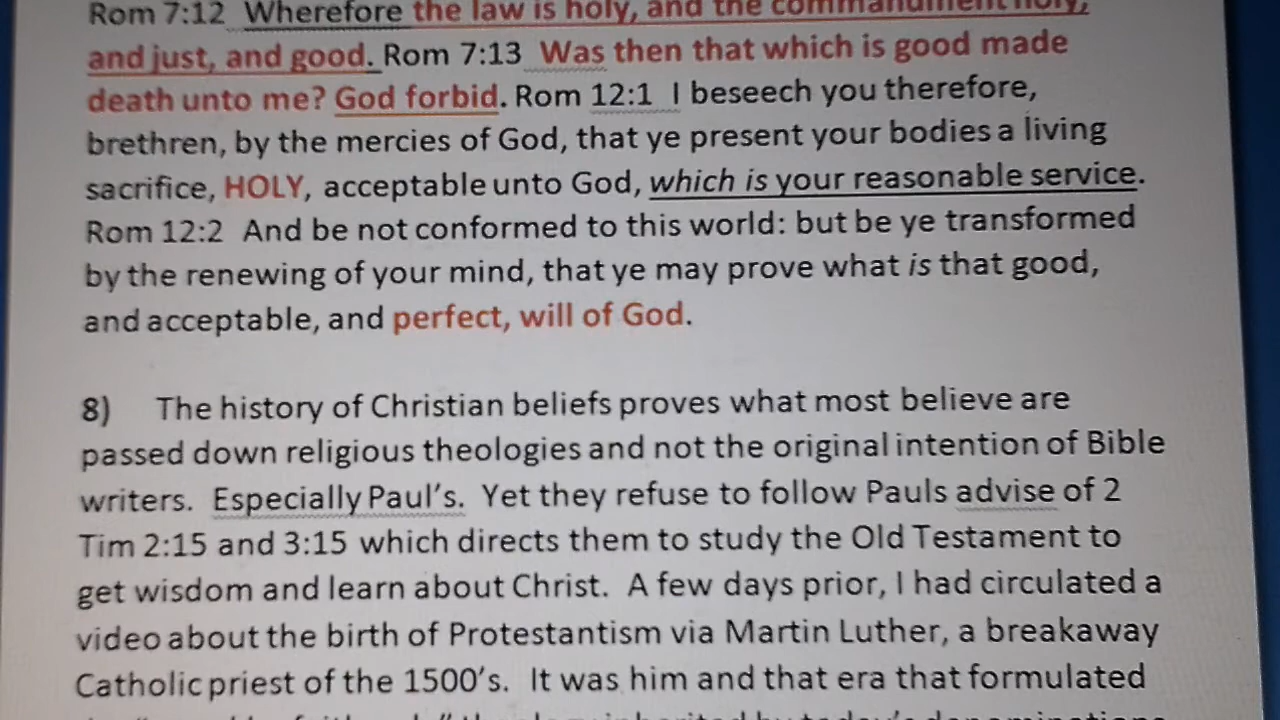 Rom 7:12  Wherefore the law is holy, and the commandment holy,
and just, and good. Rom 7:13  Was then that which is good made
death unto me? God forbid. Rom 12:1  I beseech you therefore,
brethren, by the mercies of God, that ye present your bodies a living
sacrifice, HOLY, acceptable unto God, which is your reasonable service.
Rom 12:2  And be not conformed to this world: but be ye transformed
by the renewing of your mind, that ye may prove what is that good,
and acceptable, and perfect, will of God.
8)    The history of Christian beliefs proves what most believe are
passed down religious theologies and not the original intention of Bible
writers.  Especially Paul's.  Yet they refuse to follow Pauls advise of 2
Tim 2:15 and 3:15 which directs them to study the Old Testament to
get wisdom and learn about Christ.  A few days prior, I had circulated a
video about the birth of Protestantism via Martin Luther, a breakaway
Catholic priest of the 1500's.  It was him and that era that formulated